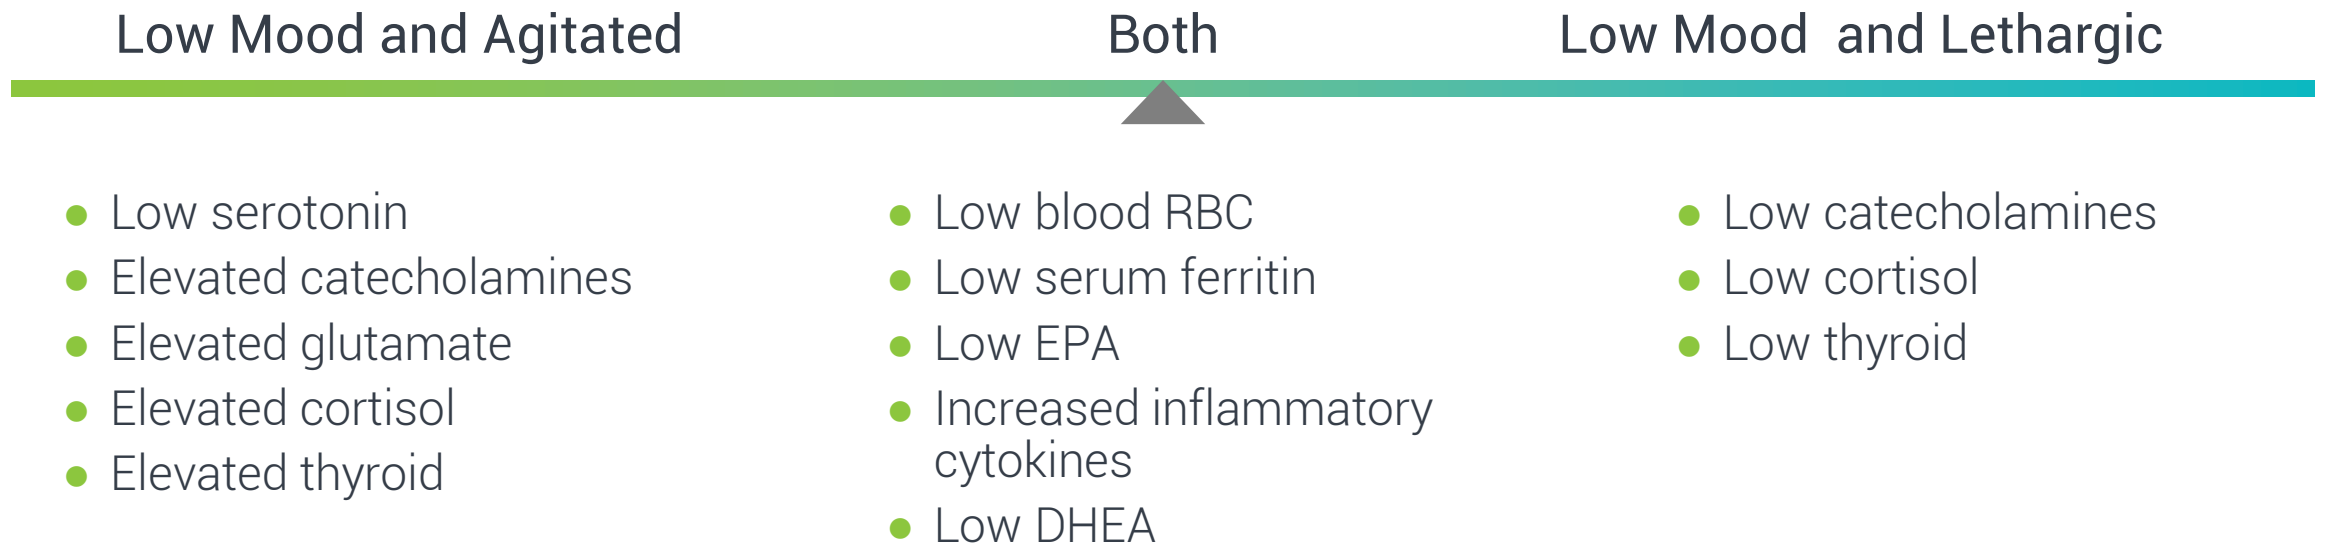 Low Mood and Agitated
Both
Low Mood  and Lethargic
Low serotonin
Elevated catecholamines
Elevated glutamate
Elevated cortisol
Elevated thyroid
Low blood RBC
Low serum ferritin
Low EPA
Increased inflammatory
cytokines
Low DHEA
Low catecholamines
Low cortisol
Low thyroid